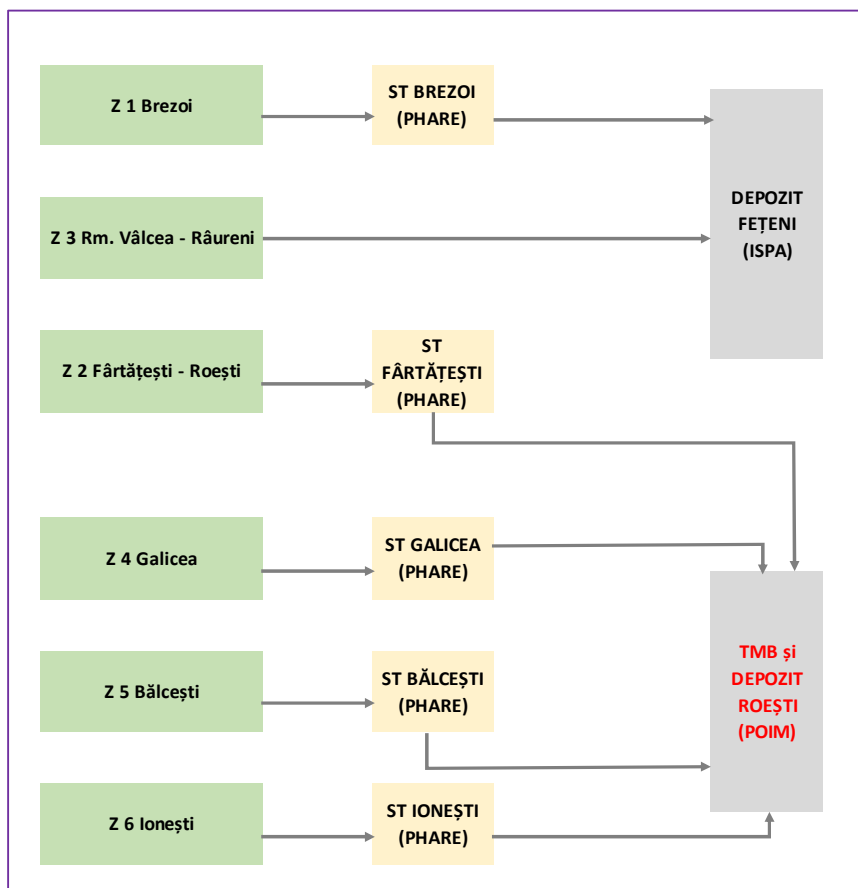 Z 1 Brezoi
ST BREZOI
(PHARE)
DEPOZIT
FEȚENI
(ISPA)
Z 3 Rm. Vâlcea - Râureni
Z 2 Fârtățești - Roești
ST
FÂRTĂȚEȘTI
(PHARE)
Z 4 Galicea
ST GALICEA
(PHARE)
TMB și
DEPOZIT
ROEȘTI
(POIM)
Z 5 Bălcești
ST BĂLCEȘTI
(PHARE)
Z 6 Ionești
ST IONEȘTI
(PHARE)